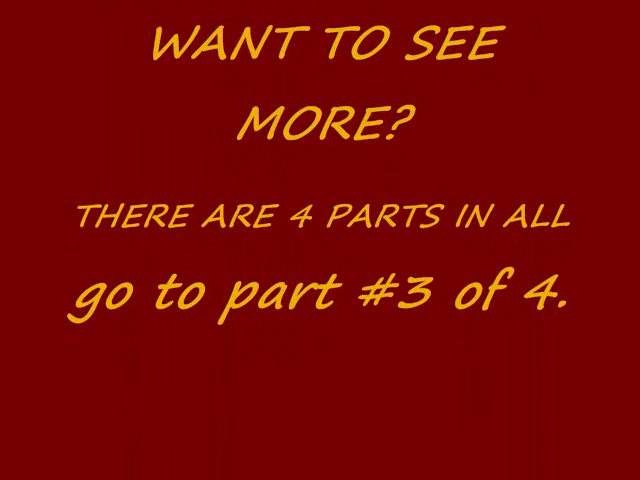 WANT TO SEE
MORE?
THERE ARE 4 PARTS IN ALL
go to part #3 of 4.